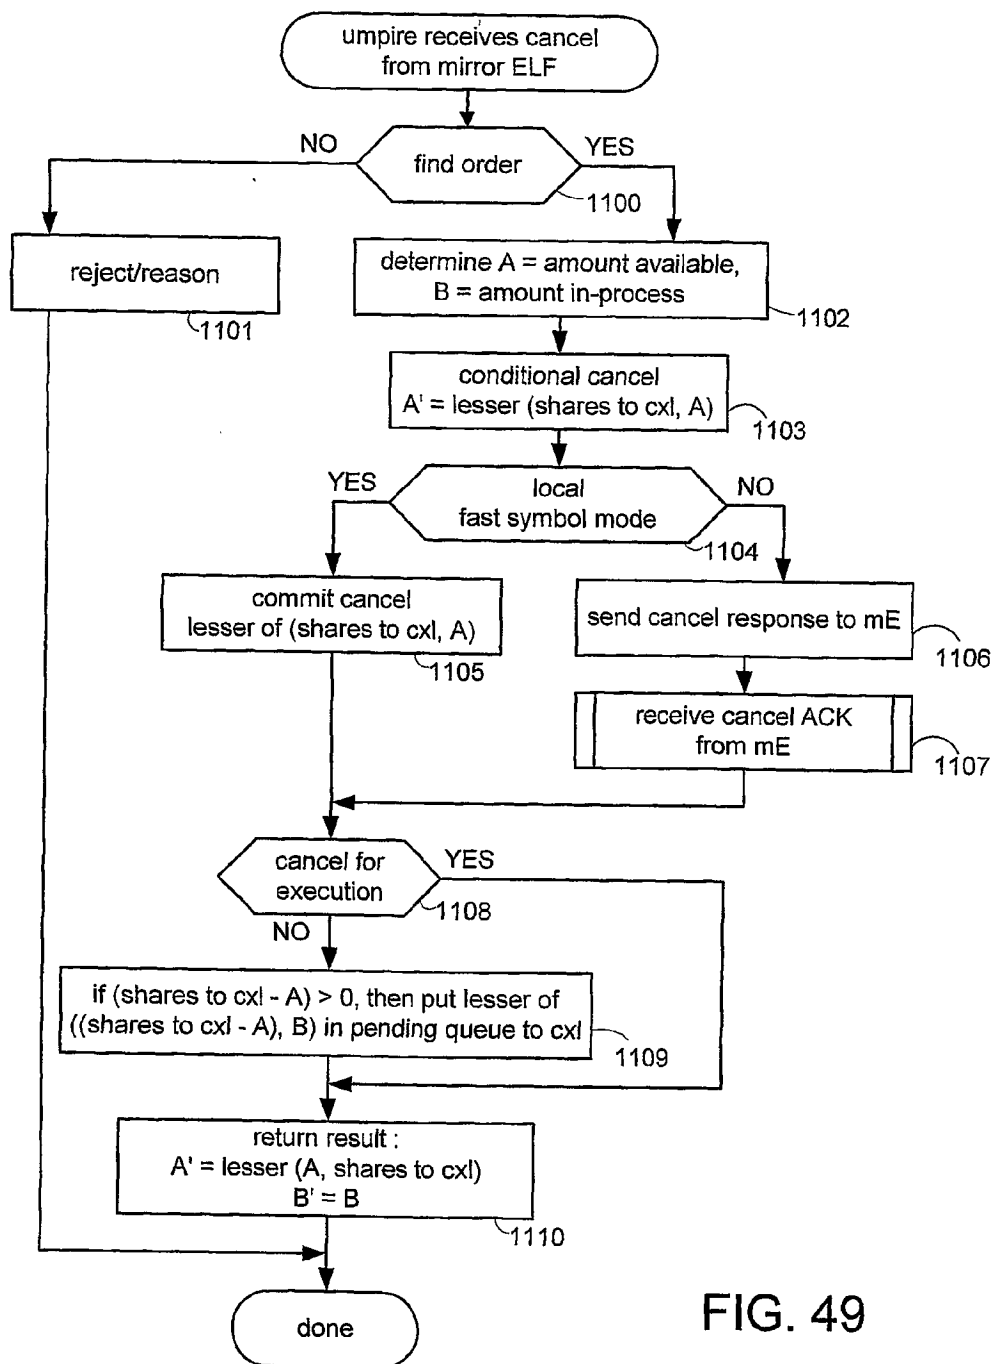 umpire receives cancel
from mirror ELF
NO
YES
find order
1100
reject/reason
1101
determine A = amount available,
B = amount in-process
1102
conditional cancel
A' = lesser (shares to cxl, A)
1103
YES
NO
local
fast symbol mode
1104
commit cancel
lesser of (shares to cxl, A)
1105
send cancel response to mE
1106
receive cancel ACK
from mE
1107
cancel for
execution
YES
1108
NO
if (shares to cxl - A) > 0, then put lesser of
((shares to cxl - A), B) in pending queue to cxl
1109
return result :
A' = lesser (A, shares to cxl)
B' = B
1110
done
FIG. 49